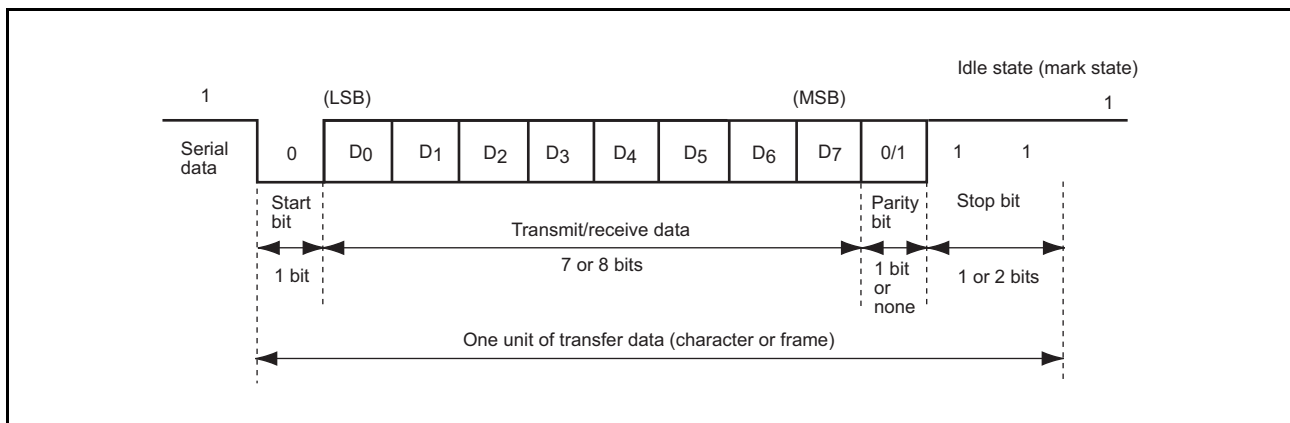 Idle state (mark state)
1 (LSB) (MSB) 1
Serial data
0 D0 D1 D2 D3 D4 D5 D6 D7 0/1 1 1
Start bit
Transmit/receive data
Parity bit
Stop bit
1 bit
7 or 8 bits
1 bit or none
1 or 2 bits
One unit of transfer data (character or frame)